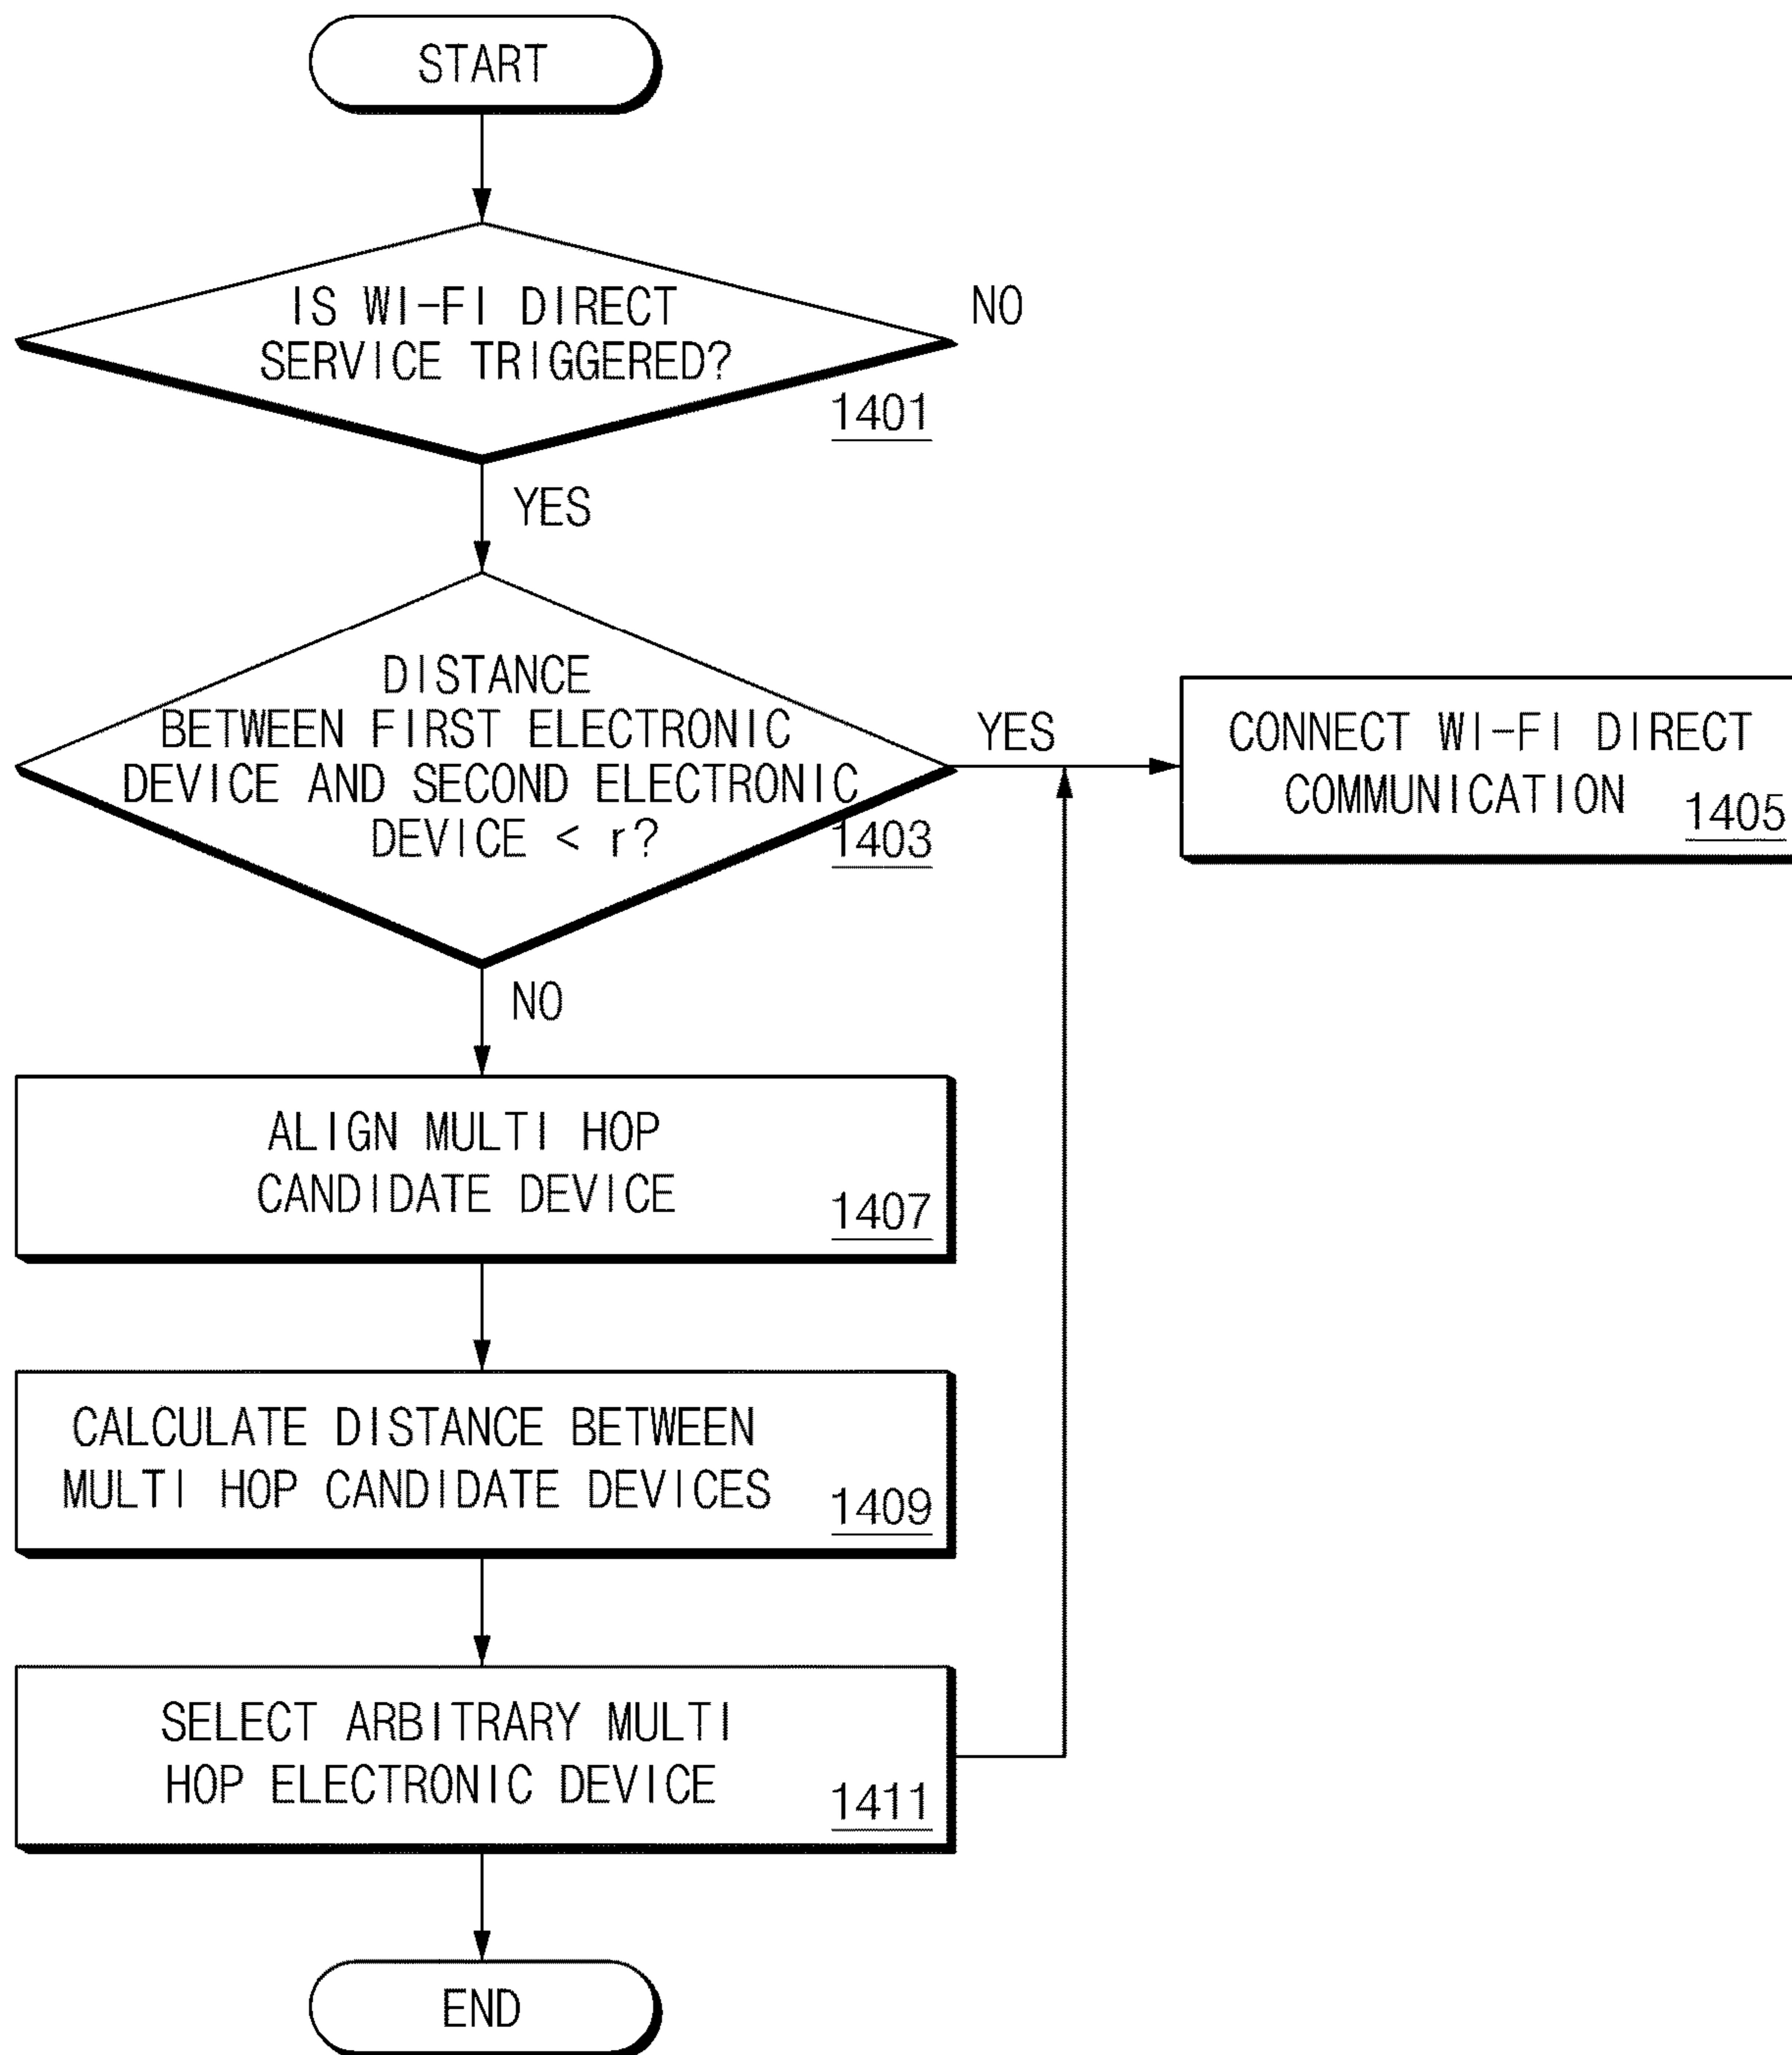 START
IS WI-FI DIRECT
SERVICE TRIGGERED?
NO
1401
YES
DISTANCE
BETWEEN FIRST ELECTRONIC
DEVICE AND SECOND ELECTRONIC
DEVICE < r?
1403
YES
CONNECT WI-FI DIRECT
COMMUNICATION
1405
NO
ALIGN MULTI HOP
CANDIDATE DEVICE
1407
CALCULATE DISTANCE BETWEEN
MULTI HOP CANDIDATE DEVICES
1409
SELECT ARBITRARY MULTI
HOP ELECTRONIC DEVICE
1411
END